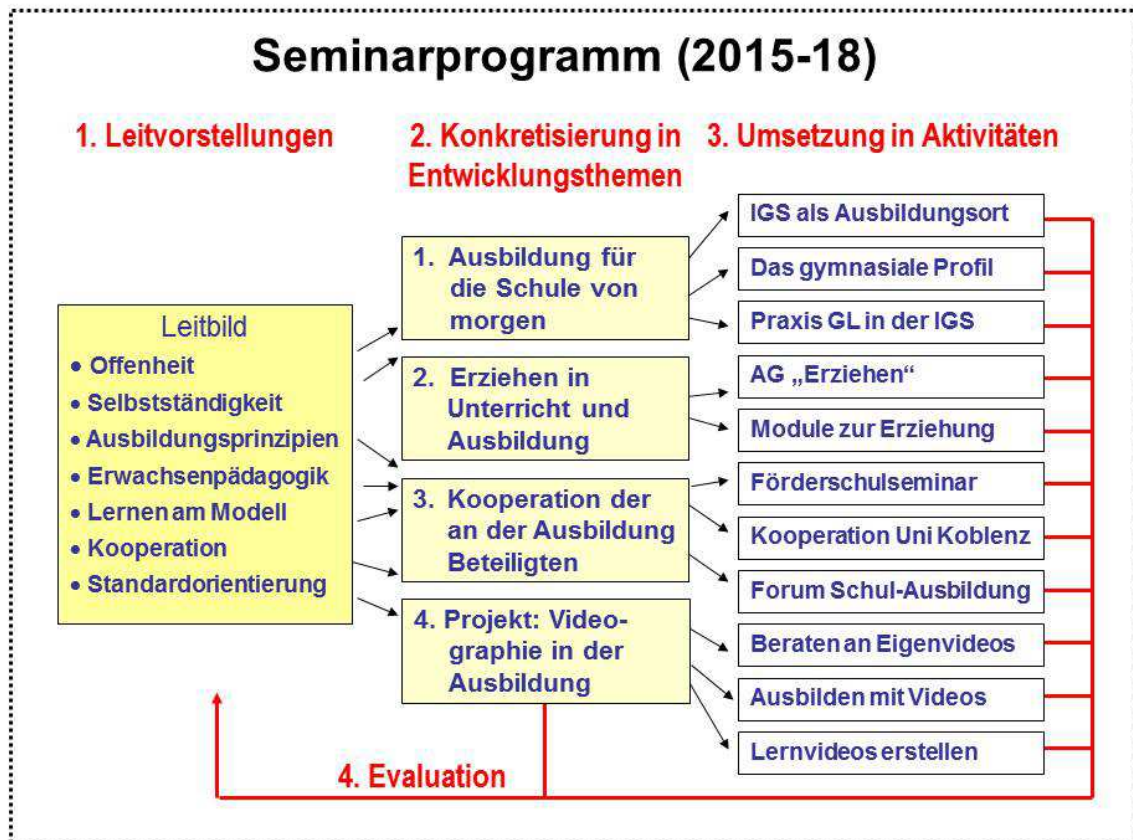 Seminarprogramm (2015-18)
1. Leitvorstellungen
2. Konkretisierung in
Entwicklungsthemen
3. Umsetzung in Aktivitäten
Leitbild
• Offenheit
• Selbstständigkeit
• Ausbildungsprinzipien
• Erwachsenpädagogik
• Lernen am Modell
• Kooperation
• Standardorientierung
1. Ausbildung für
die Schule von
morgen
2. Erziehen in
Unterricht und
Ausbildung
3. Kooperation der
an der Ausbildung
Beteiligten
4. Projekt: Video-
graphie in der
Ausbildung
IGS als Ausbildungsort
Das gymnasiale Profil
Praxis GL in der IGS
AG „Erziehen“
Module zur Erziehung
Förderschulseminar
Kooperation Uni Koblenz
Forum Schul-Ausbildung
Beraten an Eigenvideos
Ausbilden mit Videos
Lernvideos erstellen
4. Evaluation